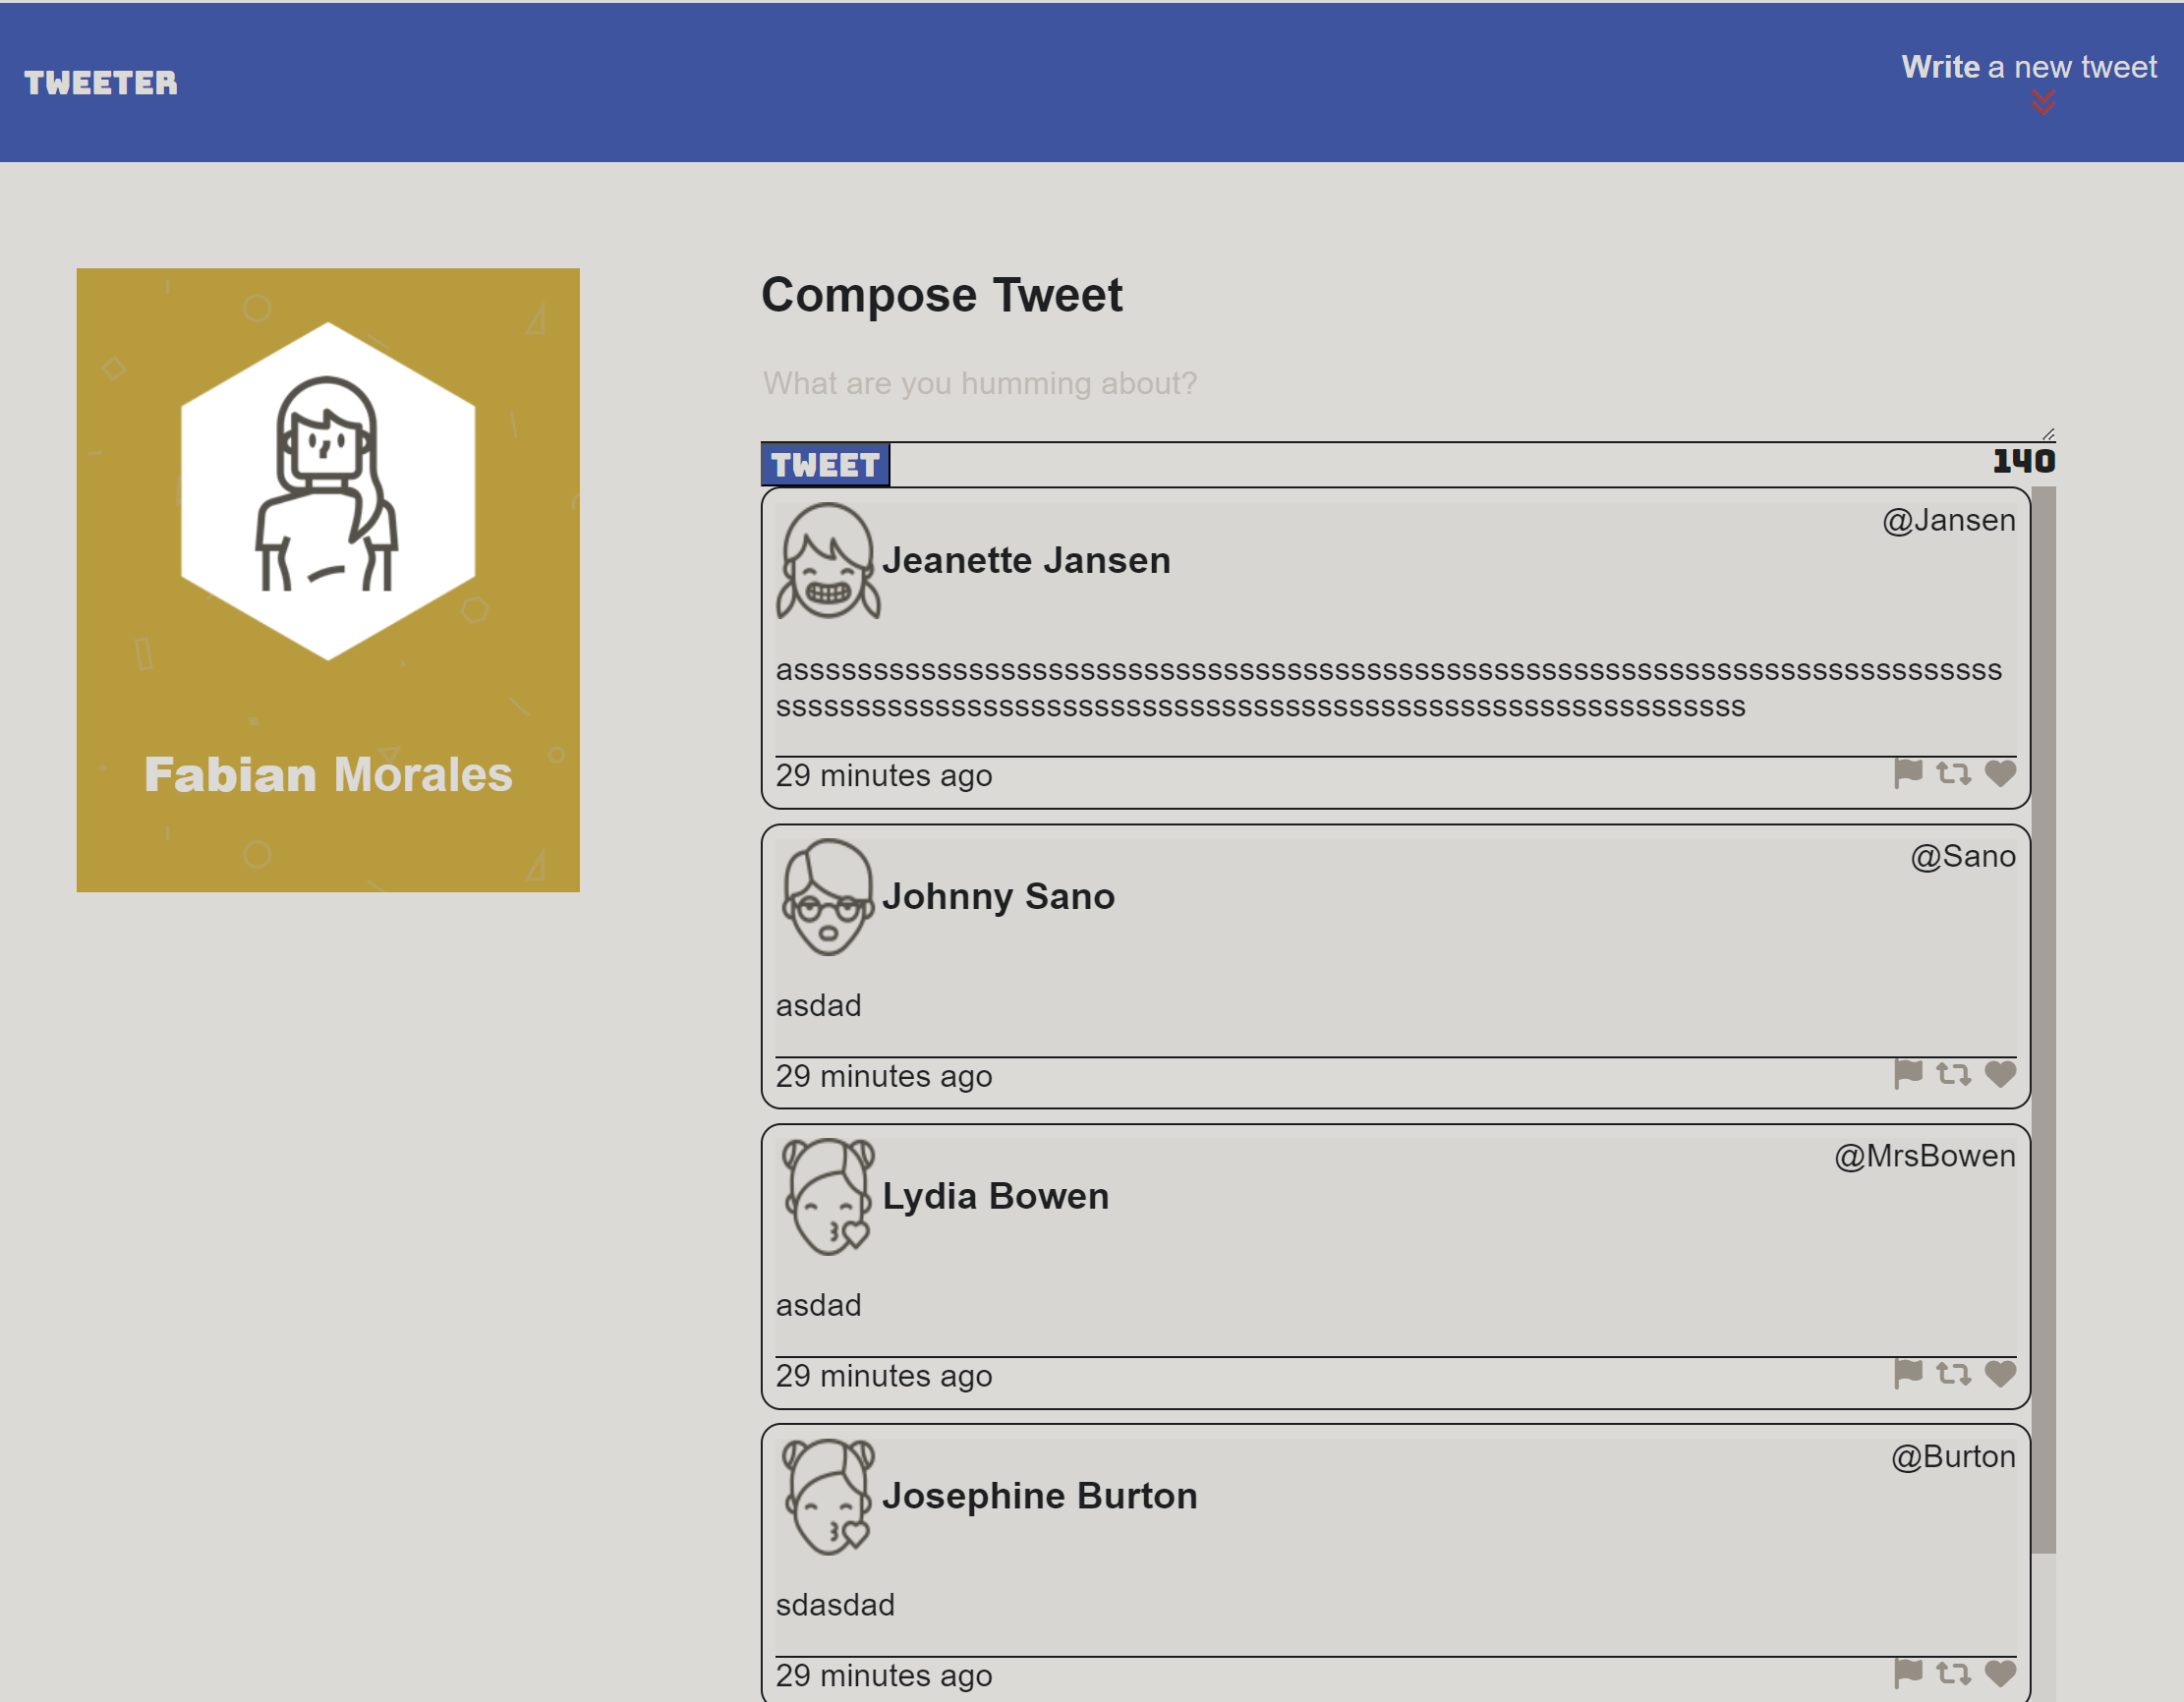 TWEETER
Write a new tweet
Compose Tweet
What are you humming about?
TWEET
140
Fabian Morales
@Jansen
Jeanette Jansen
assssssssssssssssssssssssssssssssssssssssssssssssssssssssssssssssssssssssssss
sssssssssssssssssssssssssssssssssssssssssssssssssssssssssssss
29 minutes ago
@Sano
Johnny Sano
asdad
29 minutes ago
@MrsBowen
Lydia Bowen
asdad
29 minutes ago
@Burton
Josephine Burton
sdasdad
29 minutes ago